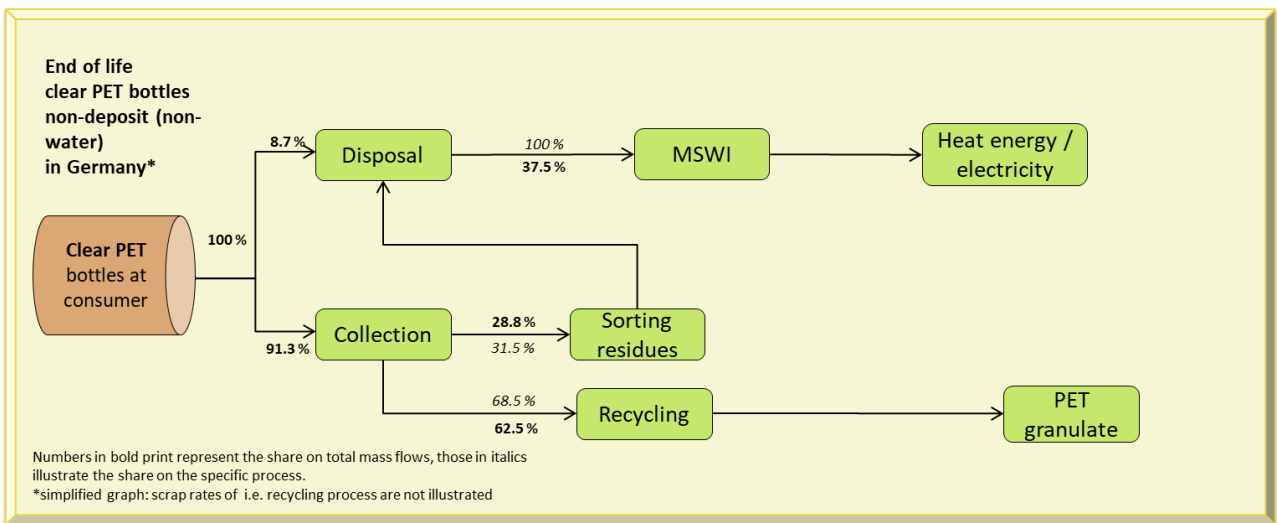 End of life
clear PET bottles
non-deposit (non-
water)
in Germany*
8.7 %
Disposal
100 %
37.5 %
MSWI
Heat energy /
electricity
100 %
Clear PET
bottles at
consumer
91.3 %
Collection
28.8 %
31.5 %
Sorting
residues
68.5 %
62.5 %
Recycling
PET
granulate
Numbers in bold print represent the share on total mass flows, those in italics
illustrate the share on the specific process.
*simplified graph: scrap rates of i.e. recycling process are not illustrated